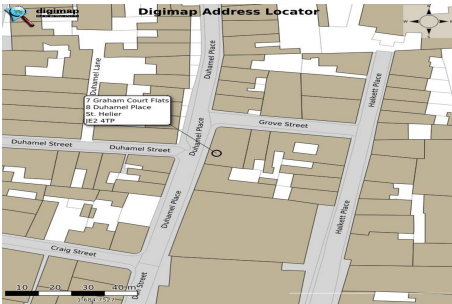 digimap
Digimap Address Locator
Duhamel Lane
Duhamel Place
Halkett Place
7 Graham Court Flats
8 Duhamel Place
St. Helier
JE2 4TP
Grove Street
Duhamel Place
Duhamel Street
Duhamel Street
Duhamel Place
Halkett Place
Craig Street
Street
10 20 30 40 m